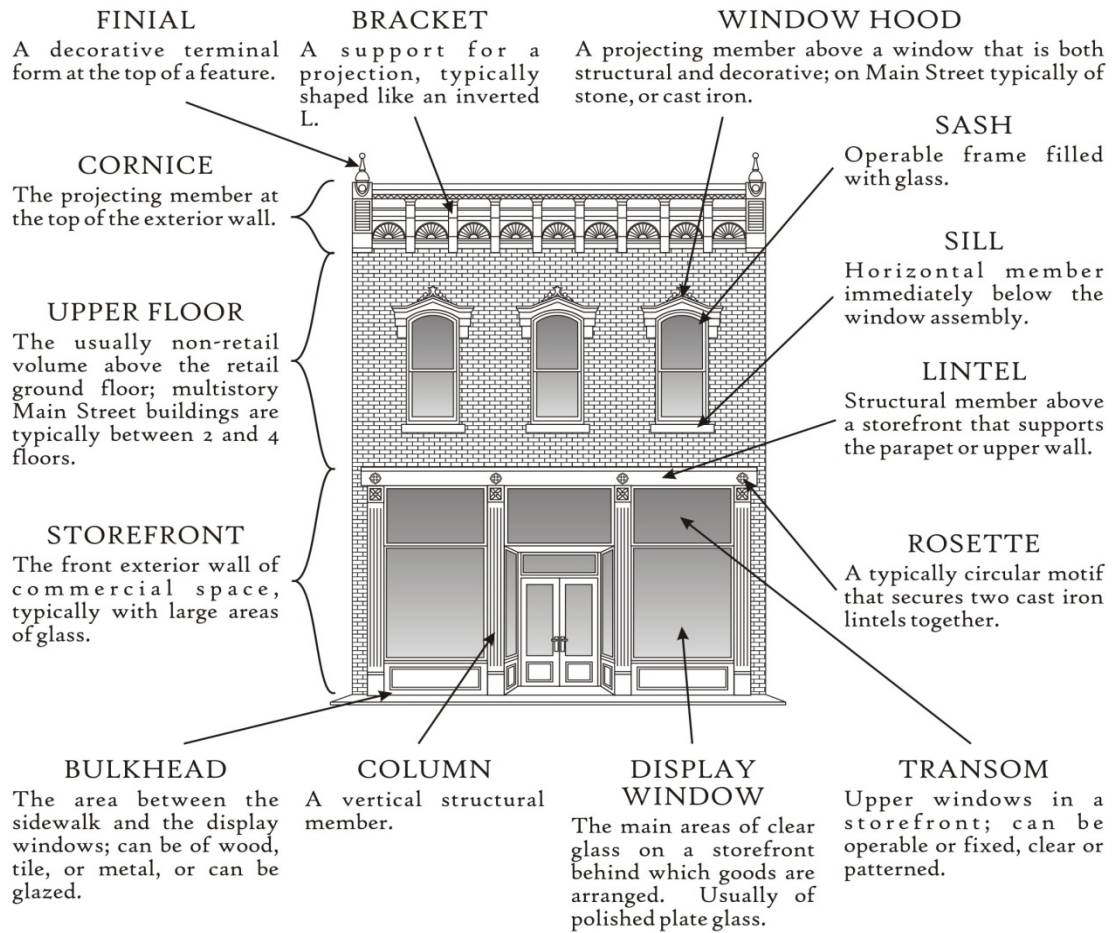 FINIAL
A decorative terminal
form at the top of a feature.
BRACKET
A support for a
projection, typically
shaped like an inverted
L.
WINDOW HOOD
A projecting member above a window that is both
structural and decorative; on Main Street typically of
stone, or cast iron.
SASH
Operable frame filled
with glass.
CORNICE
The projecting member at
the top of the exterior wall.
SILL
Horizontal member
immediately below the
window assembly.
UPPER FLOOR
The usually non-retail
volume above the retail
ground floor; multistory
Main Street buildings are
typically between 2 and 4
floors.
LINTEL
Structural member above
a storefront that supports
the parapet or upper wall.
STOREFRONT
The front exterior wall of
commercial space,
typically with large areas
of glass.
ROSETTE
A typically circular motif
that secures two cast iron
lintels together.
BULKHEAD
The area between the
sidewalk and the display
windows; can be of wood,
tile, or metal, or can be
glazed.
COLUMN
A vertical structural
member.
DISPLAY
WINDOW
The main areas of clear
glass on a storefront
behind which goods are
arranged. Usually of
polished plate glass.
TRANSOM
Upper windows in a
storefront; can be
operable or fixed, clear or
patterned.